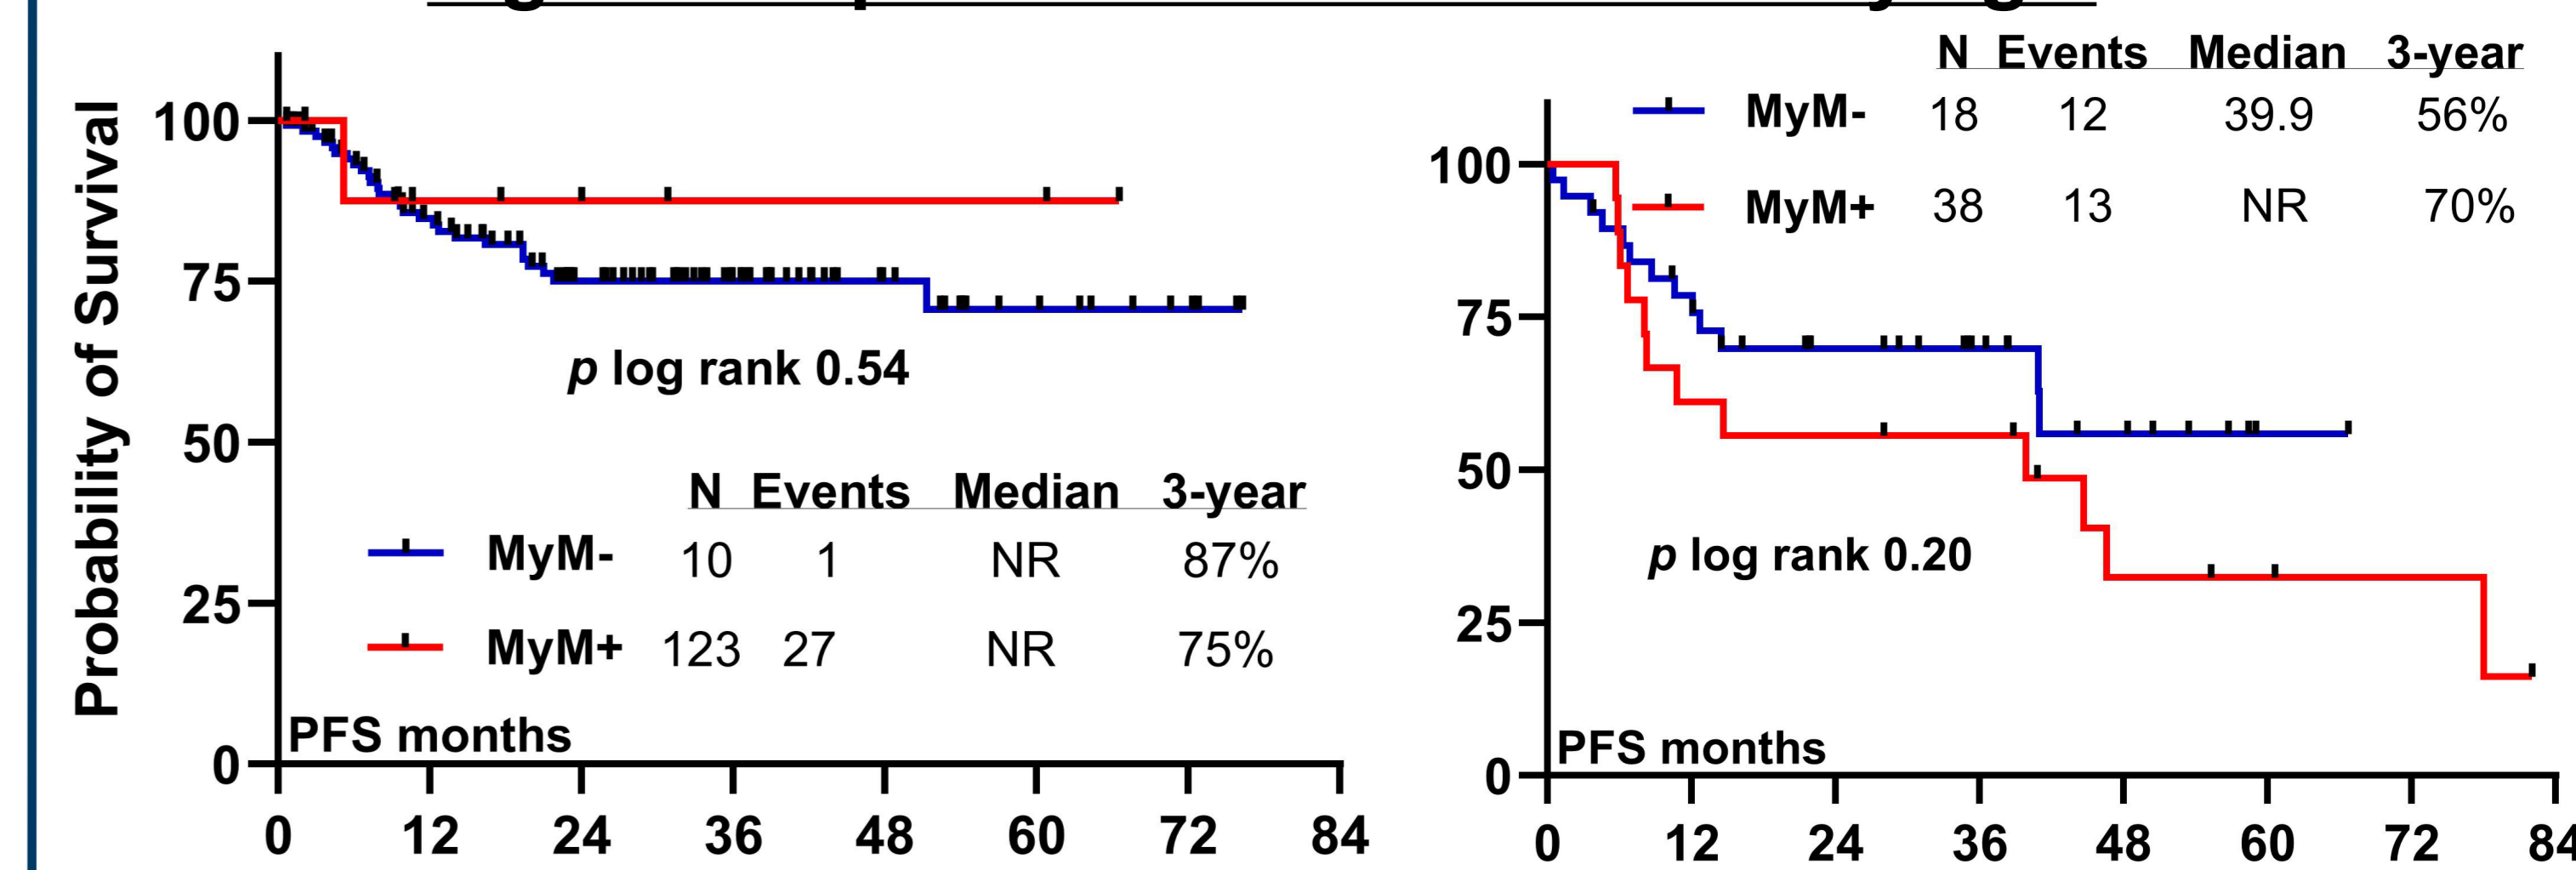 Probability of Survival
100
75
50
25
0
p log rank 0.54
N Events Median 3-year
MyM- 10 1 NR 87%
MyM+ 123 27 NR 75%
PFS months
0 12 24 36 48 60 72 84
N Events Median 3-year
MyM- 18 12 39.9 56%
MyM+ 38 13 NR 70%
100
75
50
25
0
p log rank 0.20
PFS months
0 12 24 36 48 60 72 84